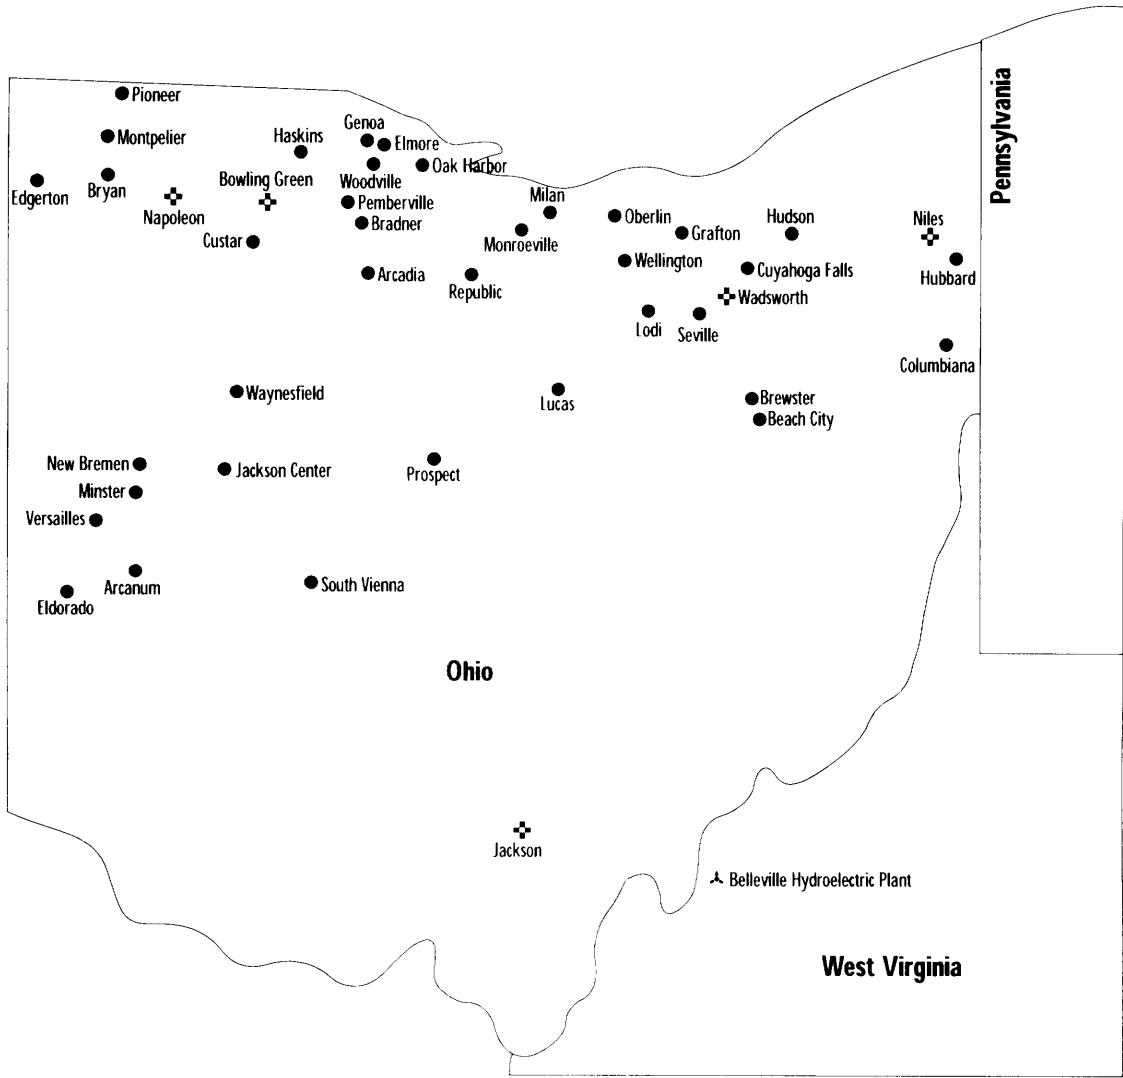 Pioneer
Montpelier
Haskins
Genoa
Elmore
Oak Harbor
Woodville
Edgerton
Bryan
Napoleon
Bowling Green
Pemberville
Bradner
Custar
Arcadia
Republic
Milan
Monroeville
Oberlin
Grafton
Hudson
Niles
Wellington
Cuyahoga Falls
Hubbard
Wadsworth
Lodi
Seville
Columbiana
Waynesfield
Lucas
Brewster
Beach City
New Bremen
Jackson Center
Prospect
Minster
Versailles
Arcanum
South Vienna
Eldorado
Ohio
Pennsylvania
Jackson
Belleville Hydroelectric Plant
West Virginia